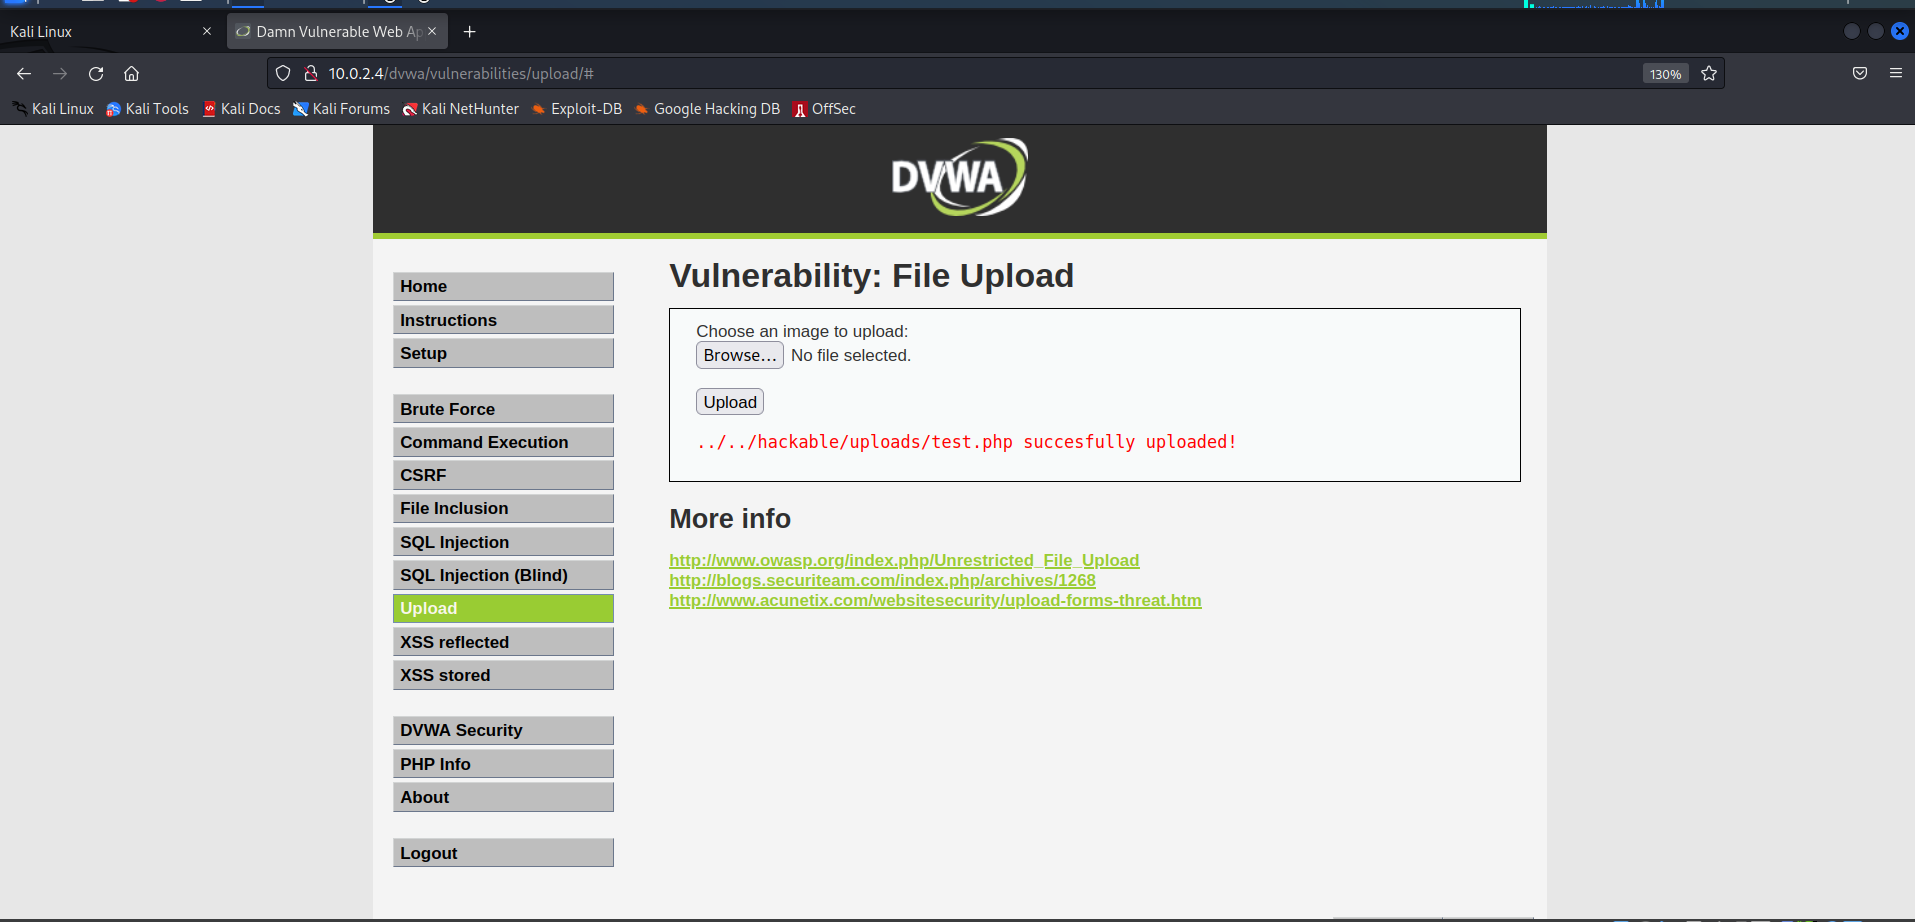 Kali Linux
Damn Vulnerable Web Ap
10.0.2.4/dvwa/vulnerabilities/upload/#
130%
Kali Linux
Kali Tools
Kali Docs
Kali Forums
Kali NetHunter
Exploit-DB
Google Hacking DB
OffSec
DVWA
Home
Instructions
Setup
Brute Force
Command Execution
CSRF
File Inclusion
SQL Injection
SQL Injection (Blind)
Upload
XSS reflected
XSS stored
DVWA Security
PHP Info
About
Logout
Vulnerability: File Upload
Choose an image to upload:
Browse... No file selected.
Upload
../../hackable/uploads/test.php succesfully uploaded!
More info
http://www.owasp.org/index.php/Unrestricted_File_Upload
http://blogs.securiteam.com/index.php/archives/1268
http://www.acunetix.com/websitesecurity/upload-forms-threat.htm